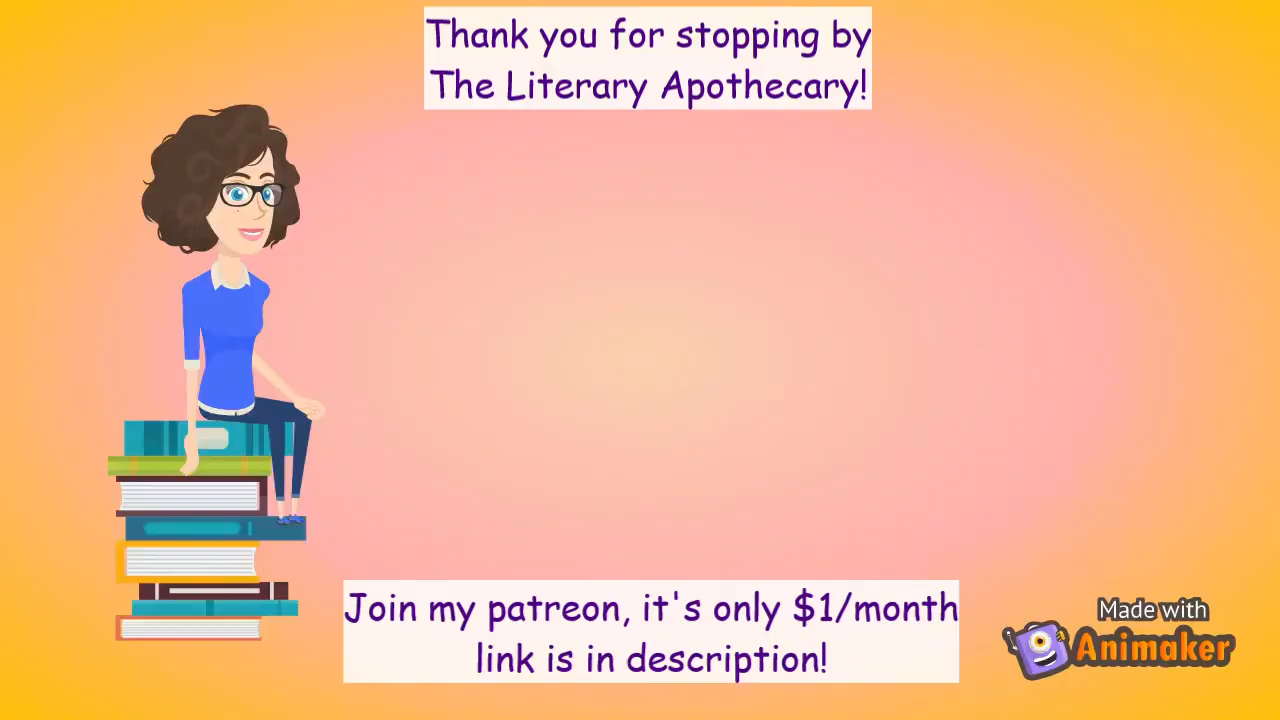 Thank you for stopping by
The Literary Apothecary!
Join my patreon, it's only $1/month
link is in description!
Made with
Animaker